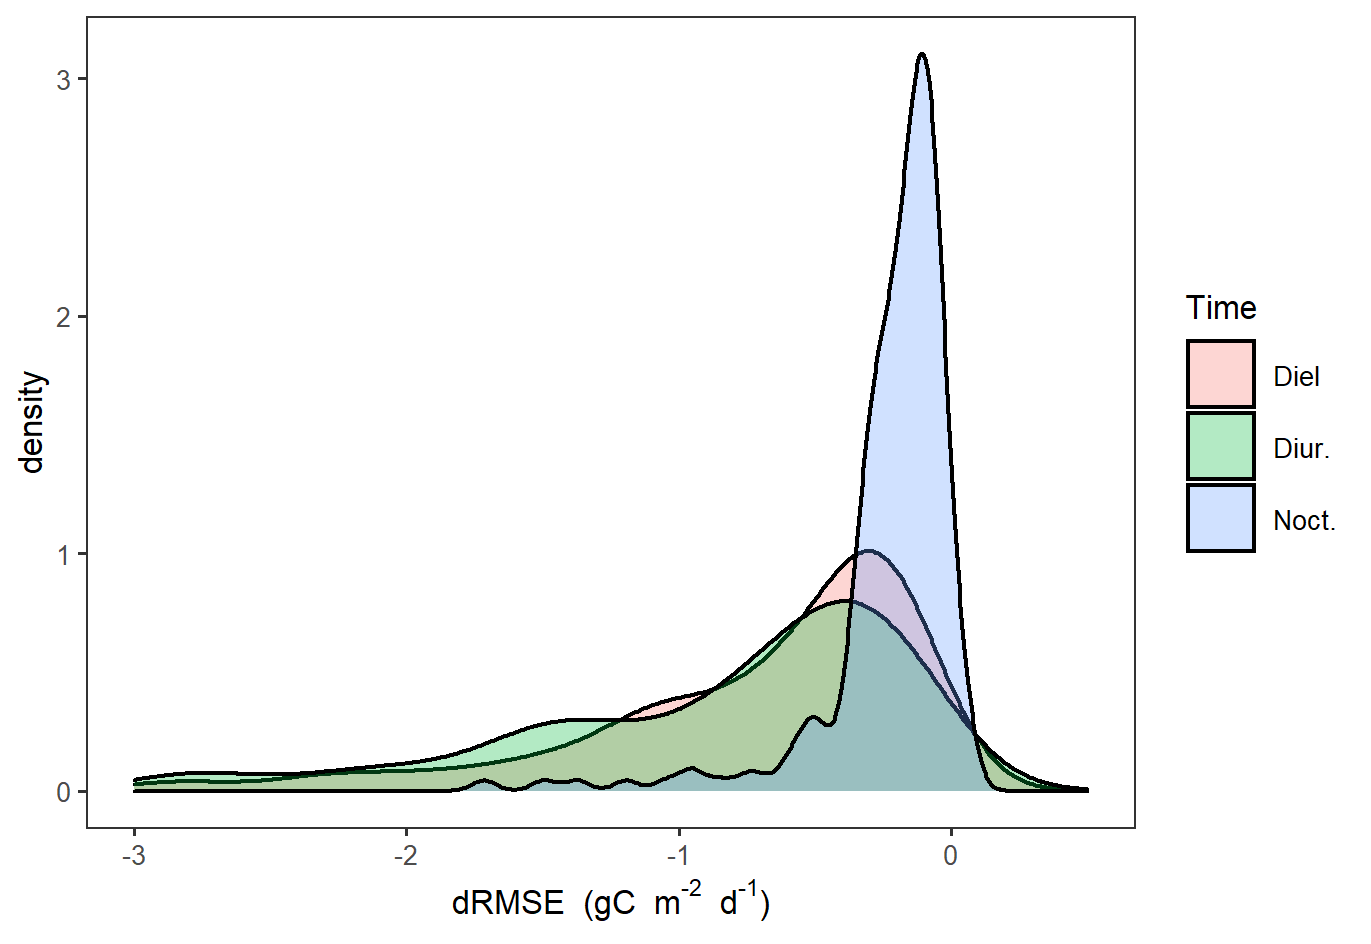 3
2
1
0
density
-3
-2
-1
0
dRMSE (gC m⁻² d⁻¹)
Time
Diel
Diur.
Noct.